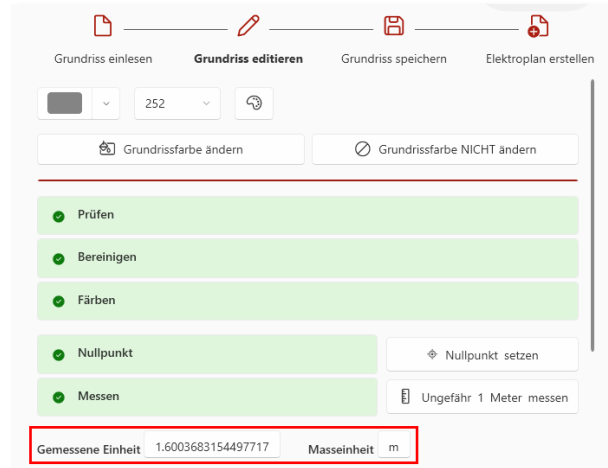 Grundriss einlesen Grundriss editieren Grundriss speichern Elektroplan erstellen
252
Grundrissfarbe ändern Grundrissfarbe NICHT ändern
Prüfen
Bereinigen
Färben
Nullpunkt Nullpunkt setzen
Messen Ungefähr 1 Meter messen
Gemessene Einheit 1.6003683154497717 Masseinheit m